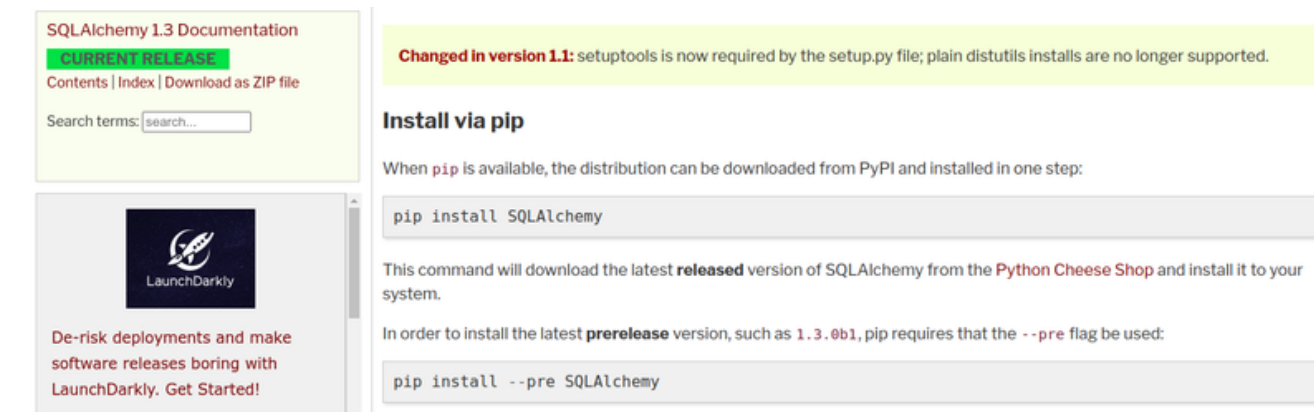 SQLAlchemy 1.3 Documentation
CURRENT RELEASE
Contents | Index | Download as ZIP file
Search terms: search...
LaunchDarkly
De-risk deployments and make
software releases boring with
LaunchDarkly. Get Started!
Changed in version 1.1: setuptools is now required by the setup.py file; plain distutils installs are no longer supported.
Install via pip
When pip is available, the distribution can be downloaded from PyPI and installed in one step:
pip install SQLAlchemy
This command will download the latest released version of SQLAlchemy from the Python Cheese Shop and install it to your
system.
In order to install the latest prerelease version, such as 1.3.0b1, pip requires that the --pre flag be used:
pip install --pre SQLAlchemy